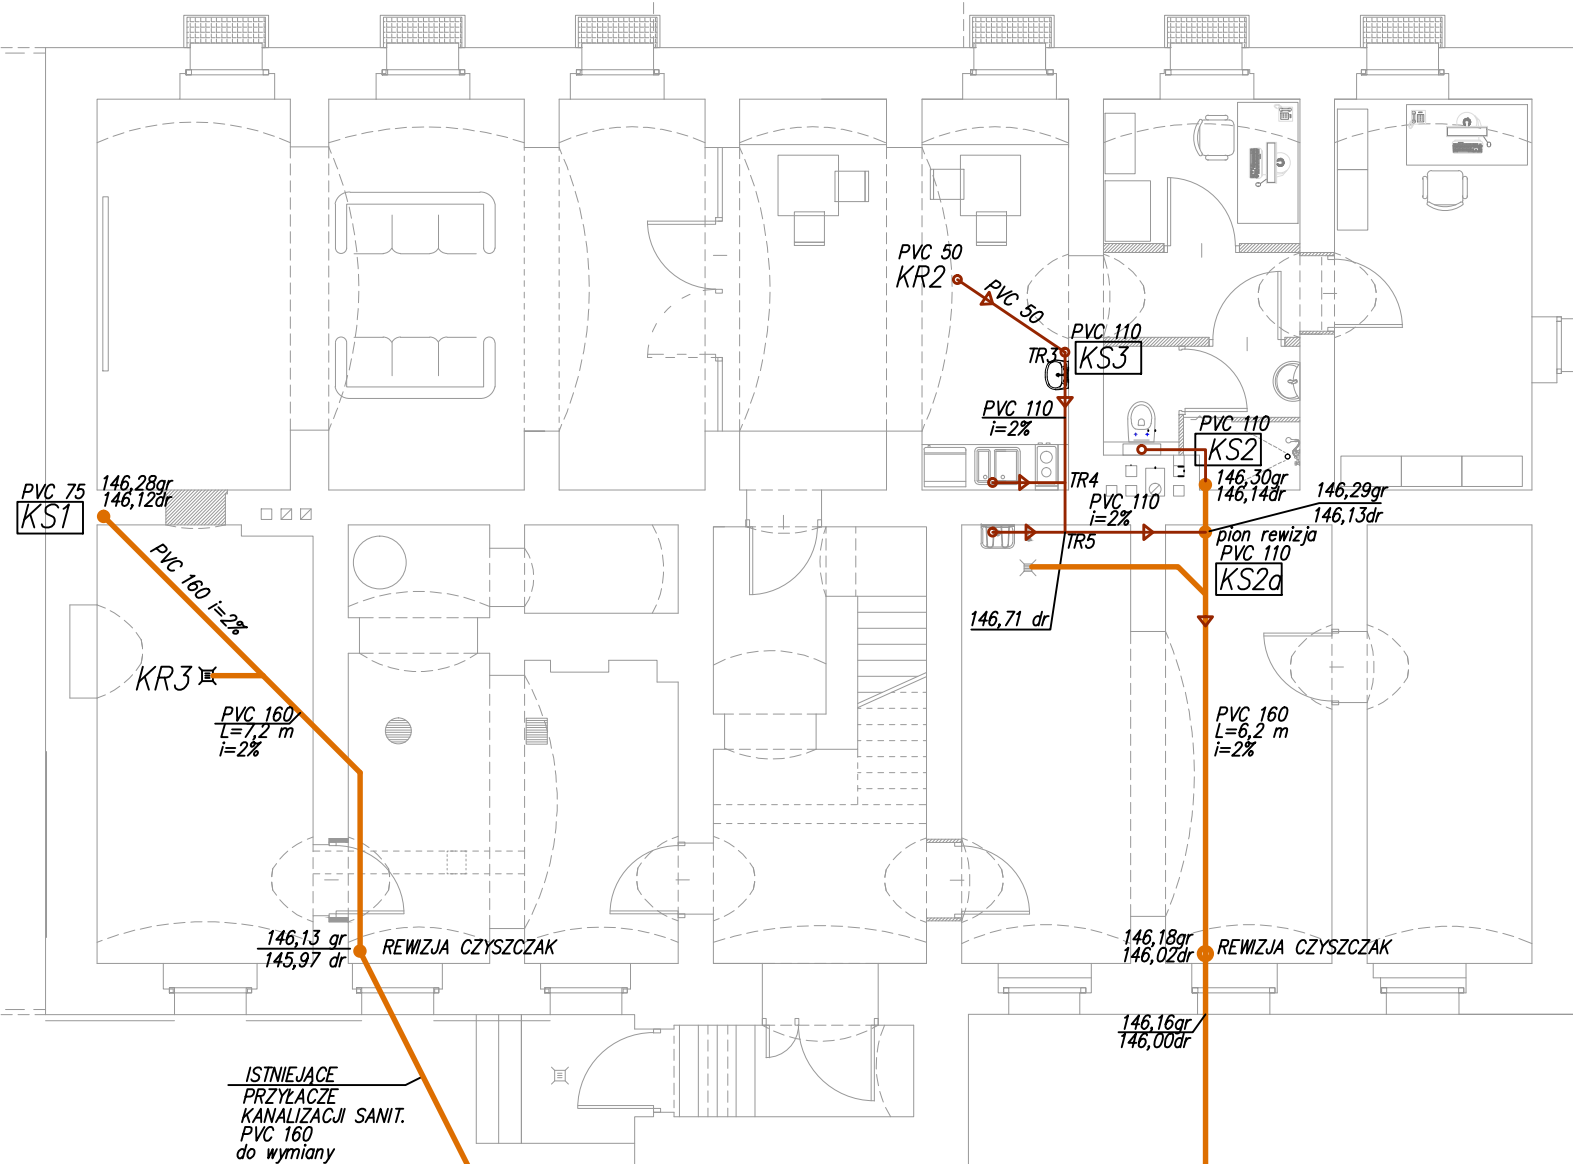 PVC 50
KR2
PVC 50
PVC 110
TR3
KS3
PVC 110
i=2%
PVC 110
KS2
146,30gr
146,14dr
TR4
PVC 110
i=2%
TR5
146,29gr
146,13dr
pion rewizja
PVC 110
KS2a
146,71 dr
PVC 75
KS1
146,28gr
146,12dr
PVC 160 i=2%
KR3
PVC 160
L=7,2 m
i=2%
PVC 160
L=6,2 m
i=2%
146,13 gr
145,97 dr
REWIZJA CZYSZCZAK
146,18gr
146,02dr
REWIZJA CZYSZCZAK
146,16gr
146,00dr
ISTNIEJĄCE
PRZYŁĄCZE
KANALIZACJI SANIT.
PVC 160
do wymiany